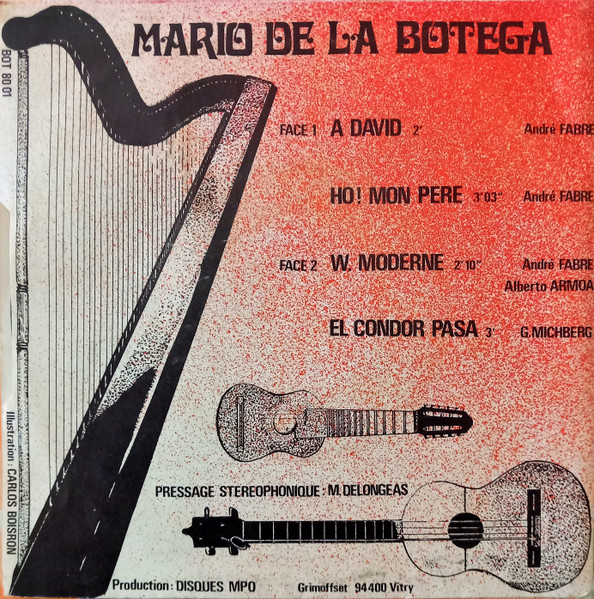 MARIO DE LA BOTEGA
BOT 80 01
FACE 1 A DAVID 2' André FABRE
HO! MON PERE 3'03" André FABRE
FACE 2 W. MODERNE 2'10" André FABRE
Alberto ARMOA
EL CONDOR PASA 3' G.MICHBERG
Illustration : CARLOS BOISRON
PRESSAGE STEREOPHONIQUE : M. DELONGEAS
Production : DISQUES MPO Grimoffset 94400 Vitry